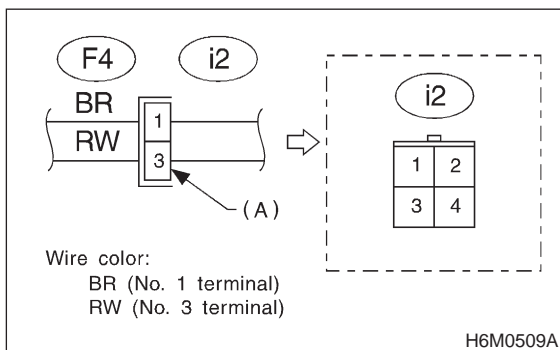 F4 i2
BR
RW
1
3
(A)
i2
1 2
3 4
Wire color:
BR (No. 1 terminal)
RW (No. 3 terminal)
H6M0509A